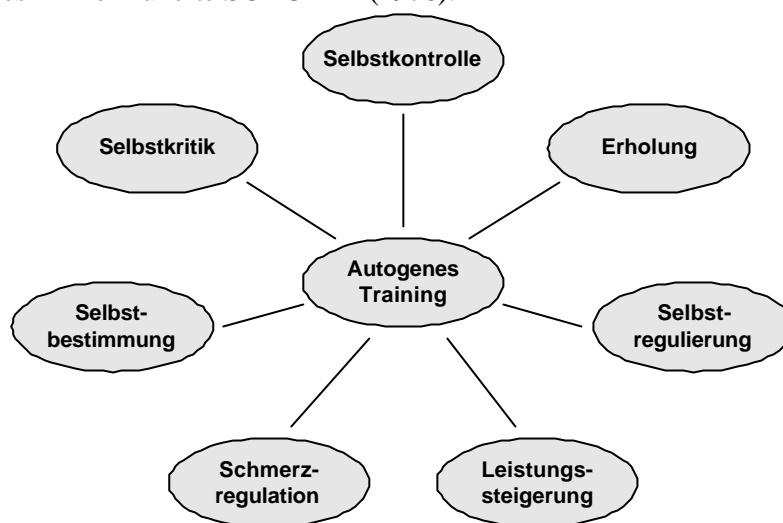 Selbstkontrolle
Selbstkritik
Erholung
Autogenes
Training
Selbst-
bestimmung
Selbst-
regulierung
Schmerz-
regulation
Leistungs-
steigerung